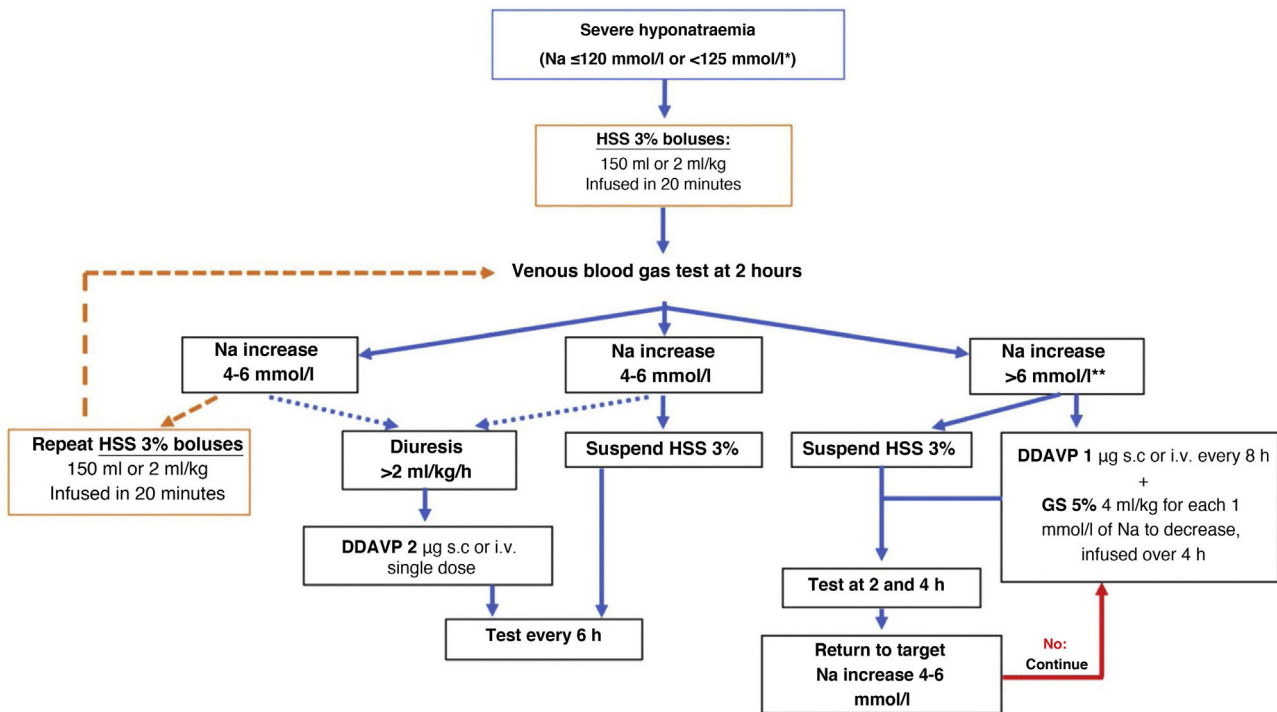 Severe hyponatraemia
(Na ≤120 mmol/l or <125 mmol/l*)
HSS 3% boluses:
150 ml or 2 ml/kg
Infused in 20 minutes
Venous blood gas test at 2 hours
Na increase
4-6 mmol/l
Na increase
4-6 mmol/l
Na increase
>6 mmol/l**
Repeat HSS 3% boluses
150 ml or 2 ml/kg
Infused in 20 minutes
Diuresis
>2 ml/kg/h
Suspend HSS 3%
Suspend HSS 3%
DDAVP 1 µg s.c or i.v. every 8 h
+
GS 5% 4 ml/kg for each 1
mmol/l of Na to decrease,
infused over 4 h
DDAVP 2 µg s.c or i.v.
single dose
Test at 2 and 4 h
Test every 6 h
Return to target
Na increase 4-6
mmol/l
No:
Continue